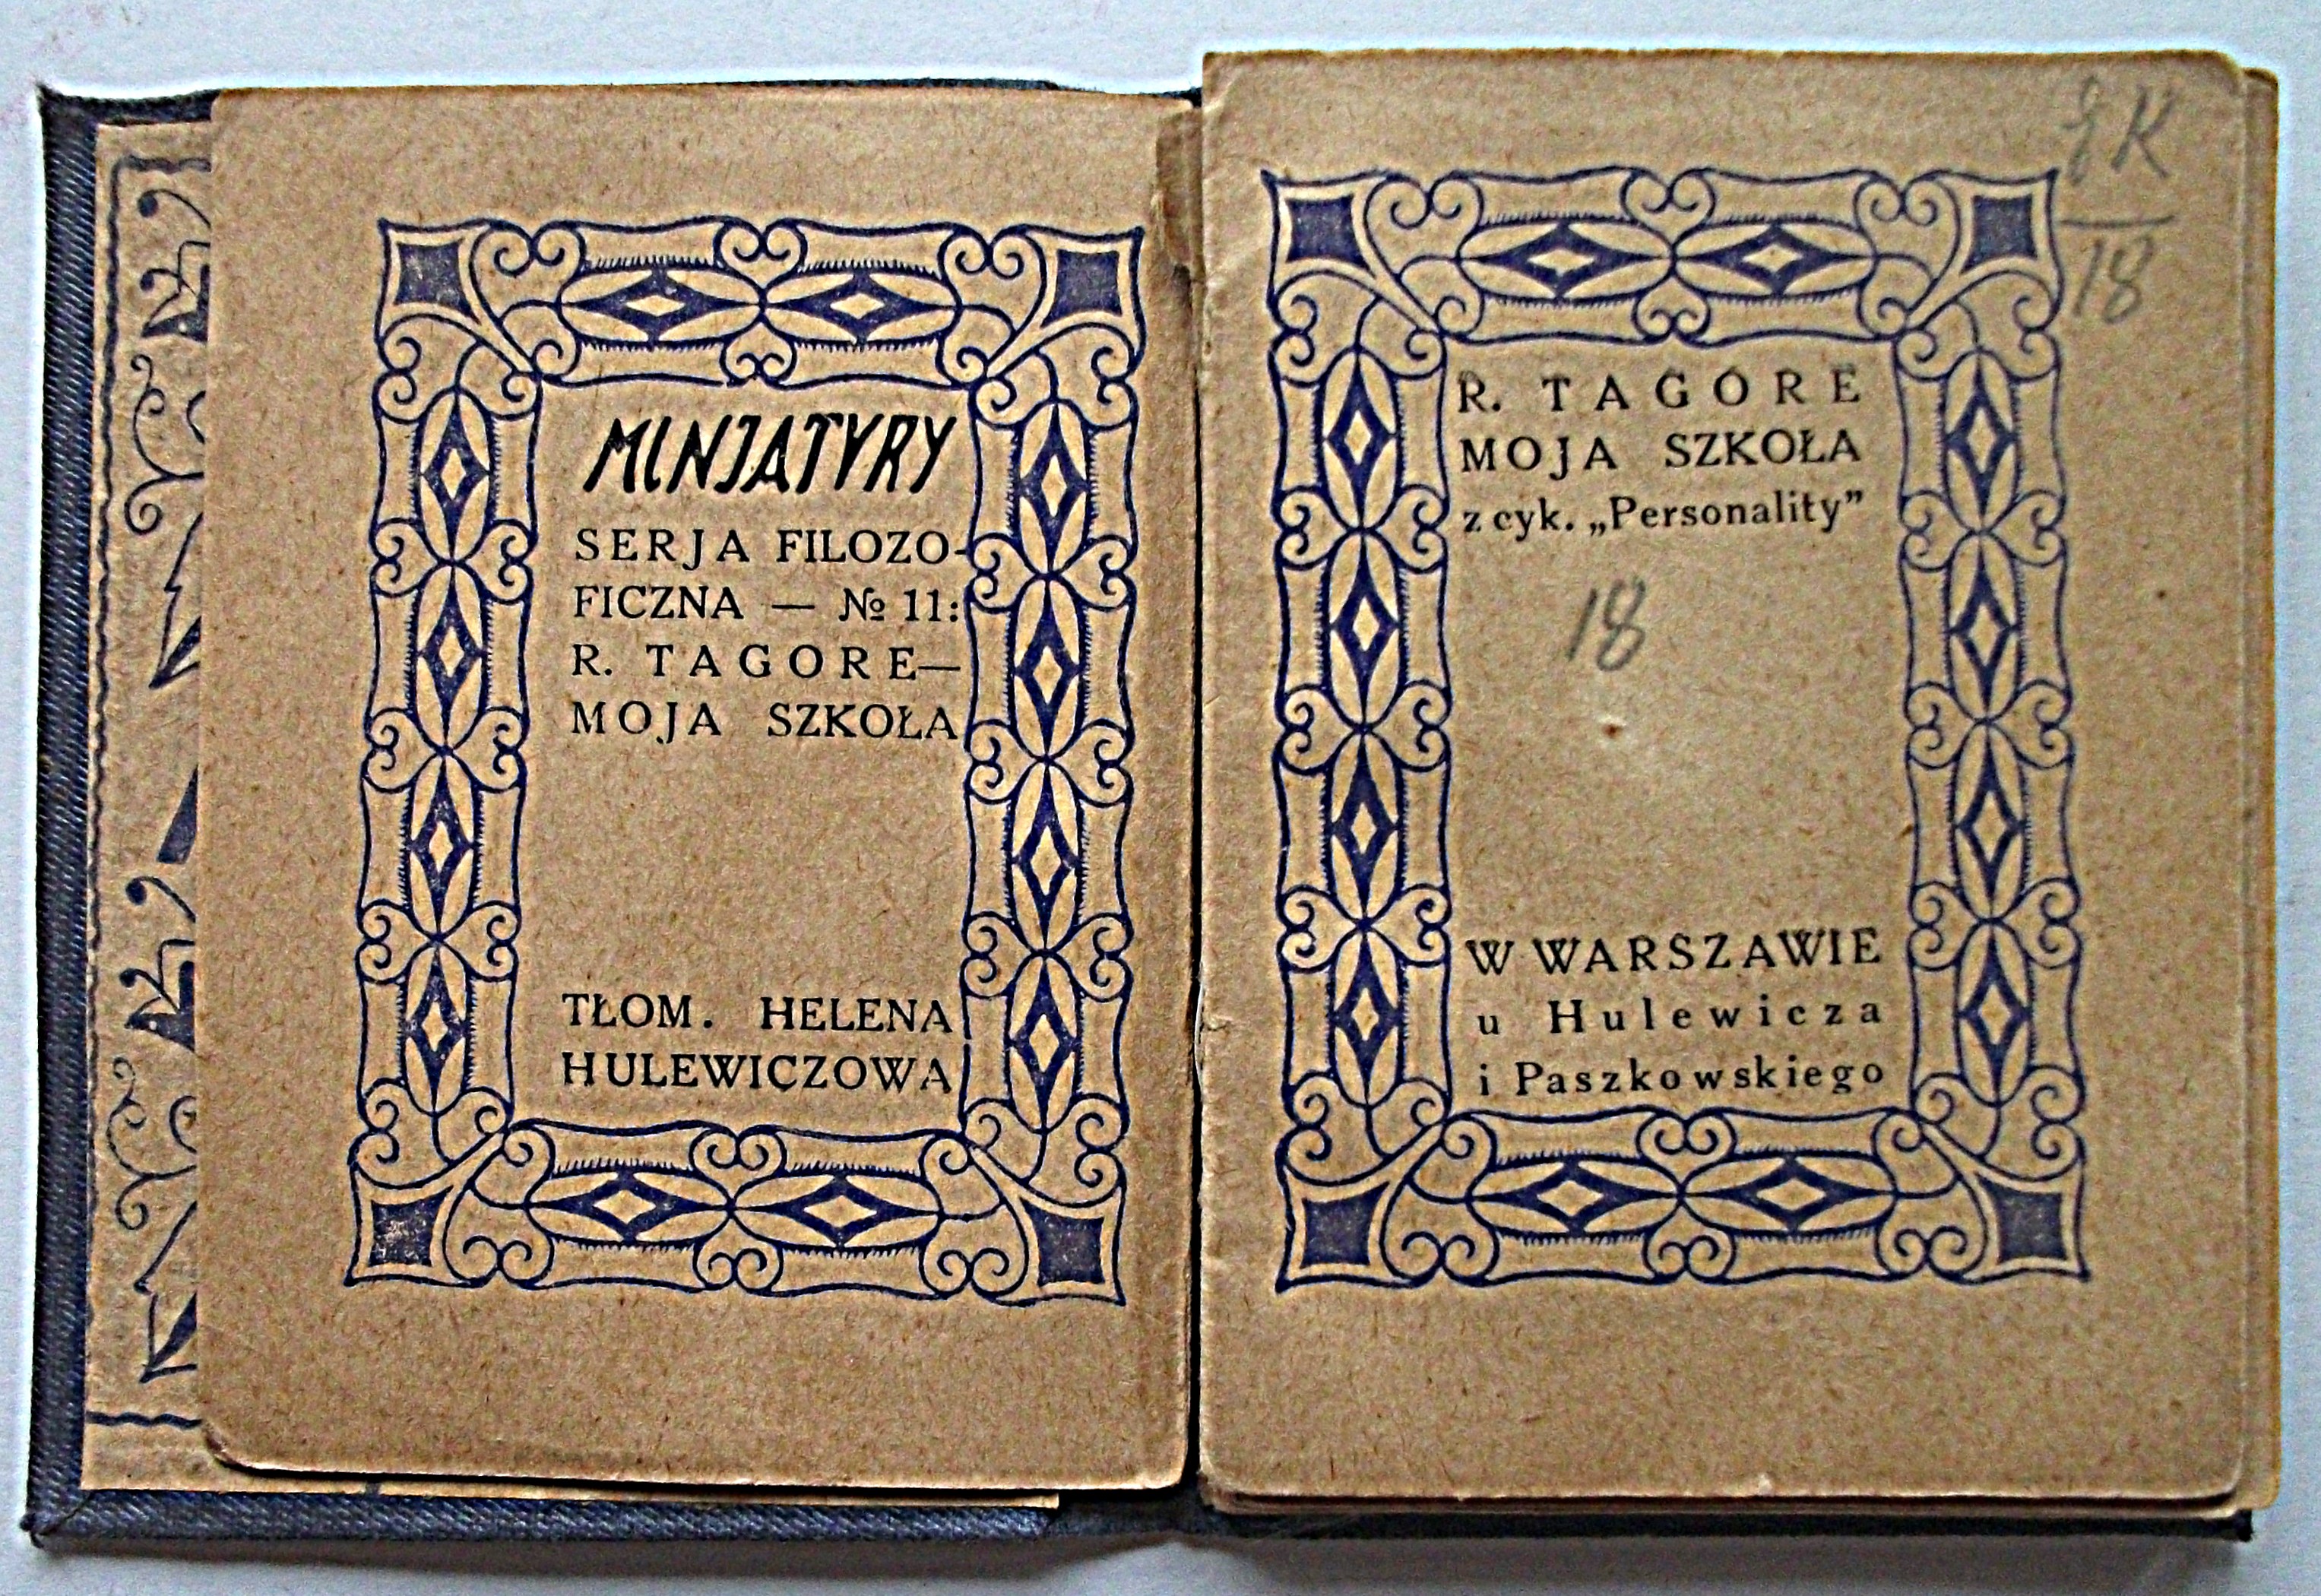 MINJATYRY
SERJA FILOZO-
FICZNA — № 11:
R. TAGORE—
MOJA SZKOŁA
TŁOM. HELENA
HULEWICZOWA
K
18
R. TAGORE
MOJA SZKOŁA
z cyk. „Personality”
18
W WARSZAWIE
u Hulewicza
i Paszkowskiego